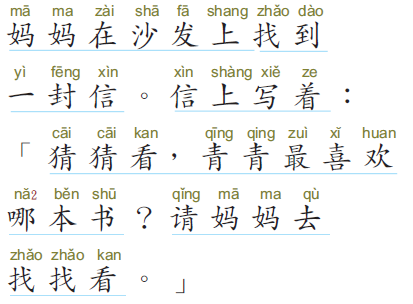 mā ma zài shā fā shang zhǎo dào
妈妈在沙发上找到
yì fēng xìn xìn shàng xiě ze
一封信。信上写着：
cāi cāi kan qīng qing zuì xǐ huan
「猜猜看，青青最喜欢
nǎ2 běn shū qǐng mā ma qù
哪本书？请妈妈去
zhǎo zhǎo kan
找找看。」